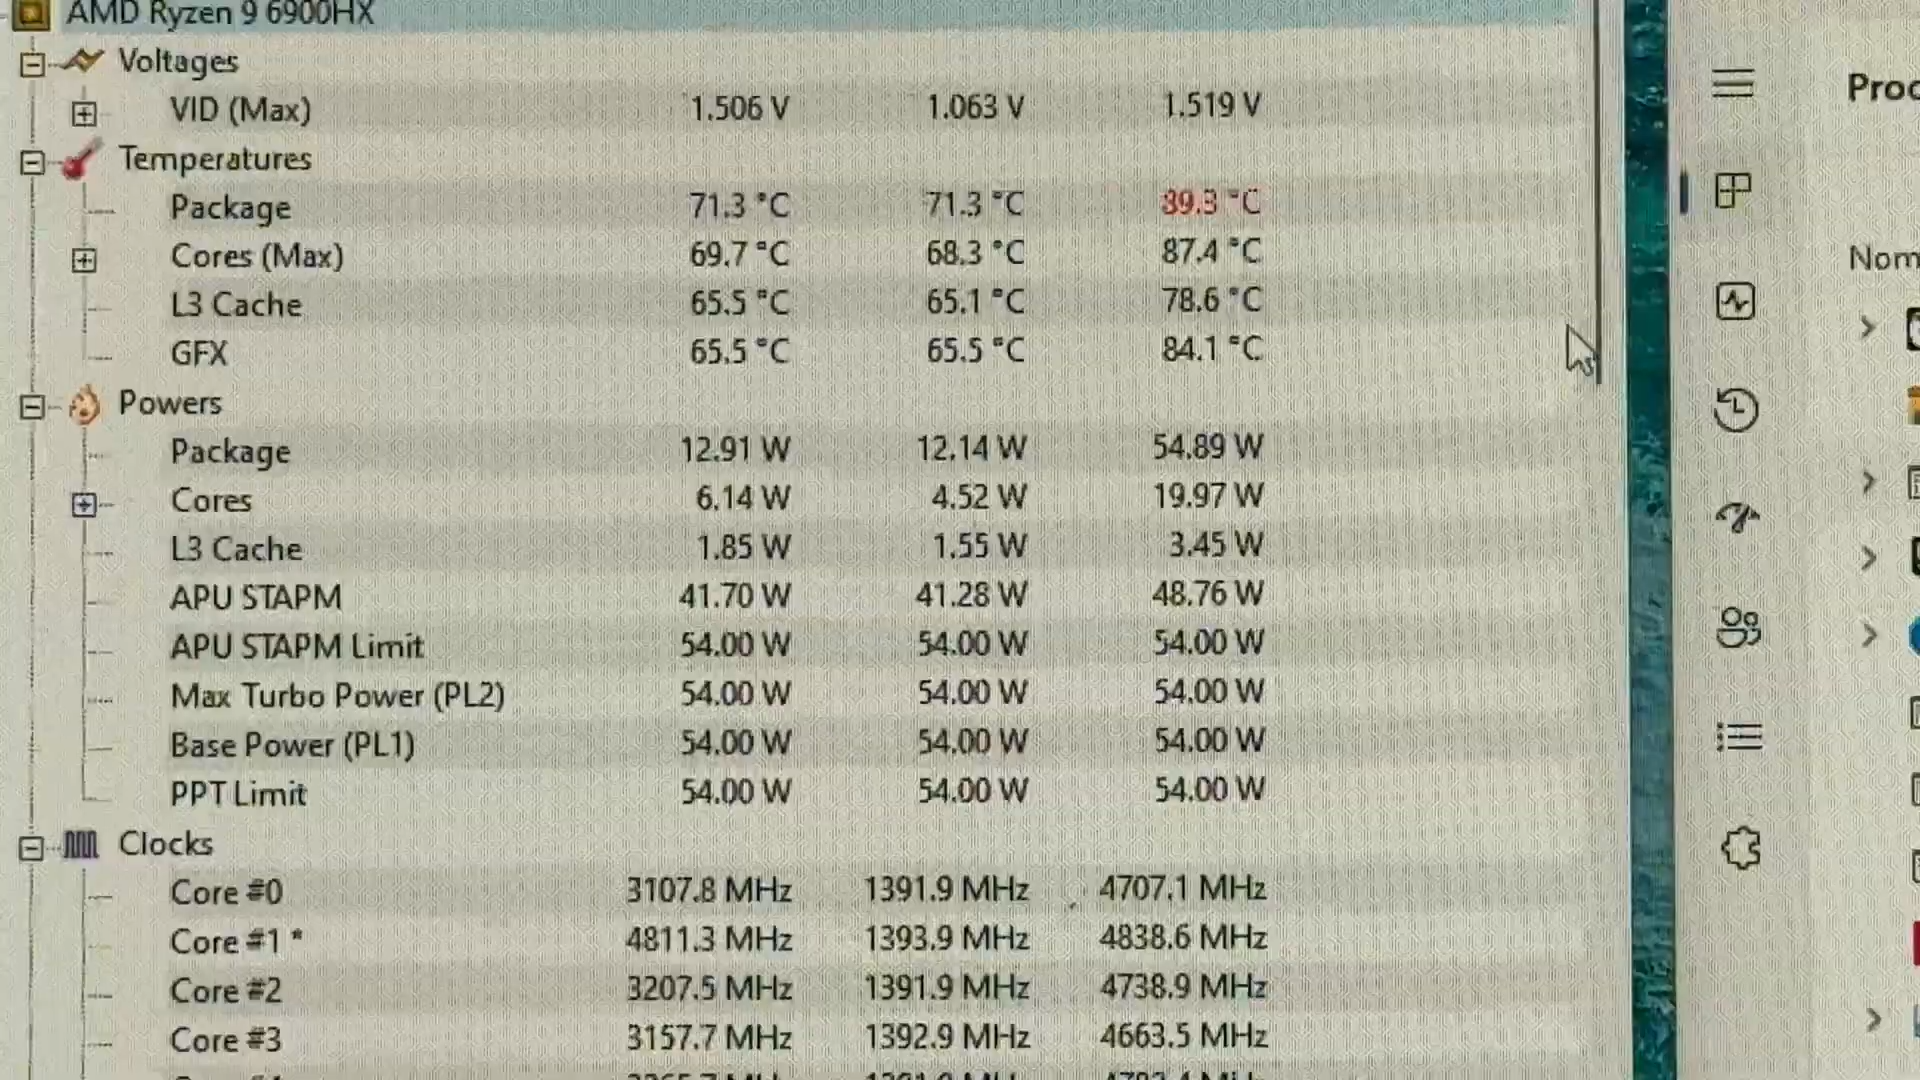 AMD Ryzen 9 6900HX
Voltages
VID (Max) 1.506 V 1.063 V 1.519 V
Temperatures
Package 71.3 °C 71.3 °C 89.3 °C
Cores (Max) 69.7 °C 68.3 °C 87.4 °C
L3 Cache 65.5 °C 65.1 °C 78.6 °C
GFX 65.5 °C 65.5 °C 84.1 °C
Powers
Package 12.91 W 12.14 W 54.89 W
Cores 6.14 W 4.52 W 19.97 W
L3 Cache 1.85 W 1.55 W 3.45 W
APU STAPM 41.70 W 41.28 W 48.76 W
APU STAPM Limit 54.00 W 54.00 W 54.00 W
Max Turbo Power (PL2) 54.00 W 54.00 W 54.00 W
Base Power (PL1) 54.00 W 54.00 W 54.00 W
PPT Limit 54.00 W 54.00 W 54.00 W
Clocks
Core #0 3107.8 MHz 1391.9 MHz 4707.1 MHz
Core #1 * 4811.3 MHz 1393.9 MHz 4838.6 MHz
Core #2 3207.5 MHz 1391.9 MHz 4738.9 MHz
Core #3 3157.7 MHz 1392.9 MHz 4663.5 MHz
Proc
Nom